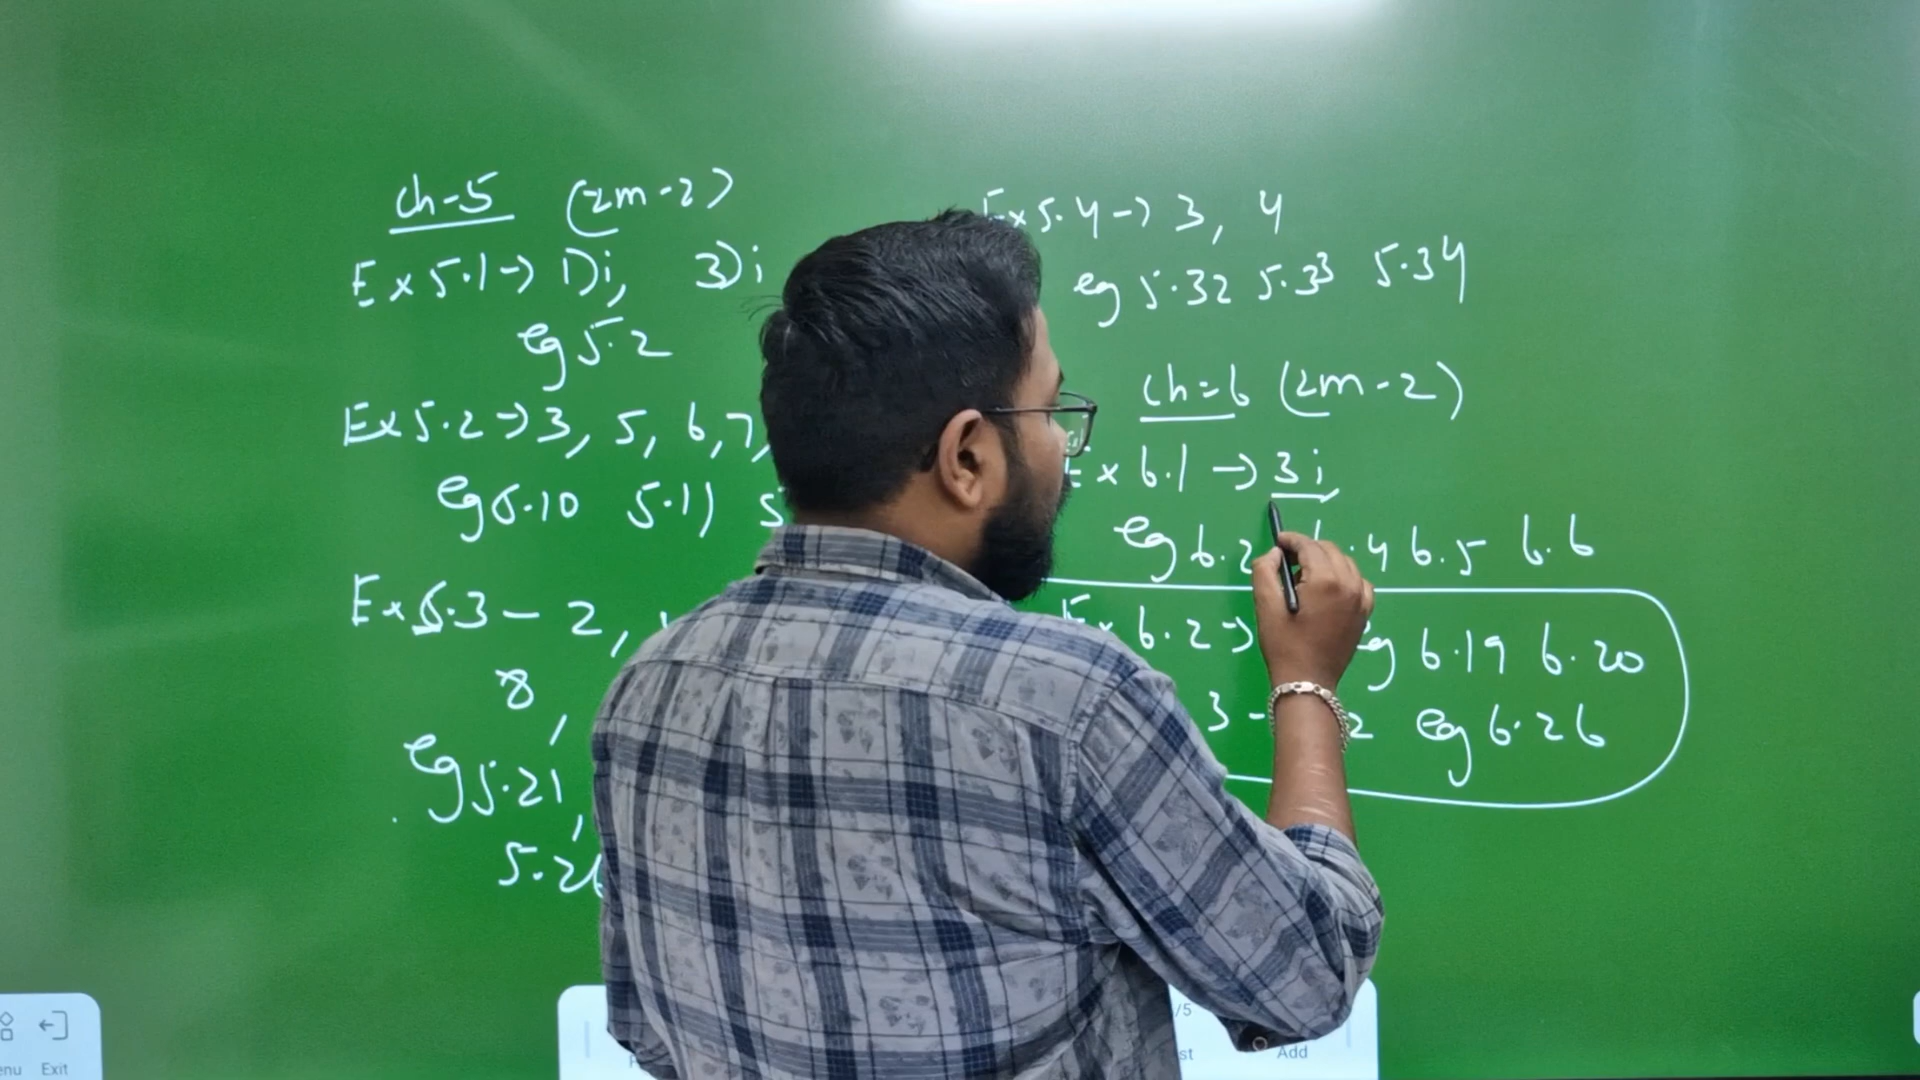 ch-5 (2m-2)
Ex 5.1→ 1)i, 3)i
eg 5.2
Ex 5.2→3, 5, 6, 7,
eg 5.10 5.11
Ex 5.3 - 2,
8,
eg 5.21,
5.26
Ex 5.4→ 3, 4
eg 5.32 5.33 5.34
ch-6 (2m-2)
Ex 6.1 → 3i
eg 6.2 6.4 6.5 6.6
Ex 6.2→ eg 6.19 6.20
3 - 2 eg 6.26
Exit
Add